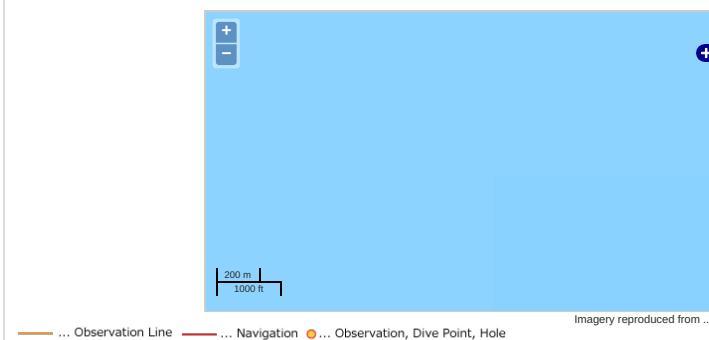 +
−
200 m
1000 ft
Imagery reproduced from ...
... Observation Line ... Navigation ... Observation, Dive Point, Hole